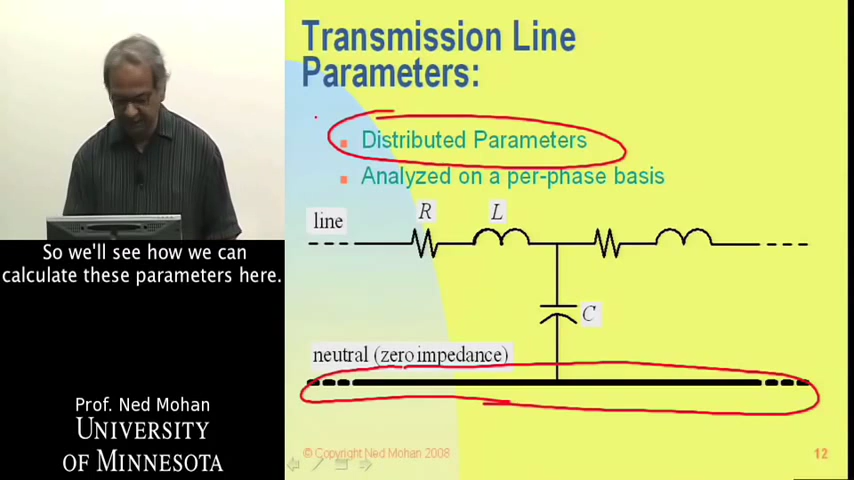 Transmission Line
Parameters:
Distributed Parameters
Analyzed on a per-phase basis
line
R
L
C
neutral (zero impedance)
So we'll see how we can
calculate these parameters here.
Prof. Ned Mohan
UNIVERSITY
OF MINNESOTA
© Copyright Ned Mohan 2008
12